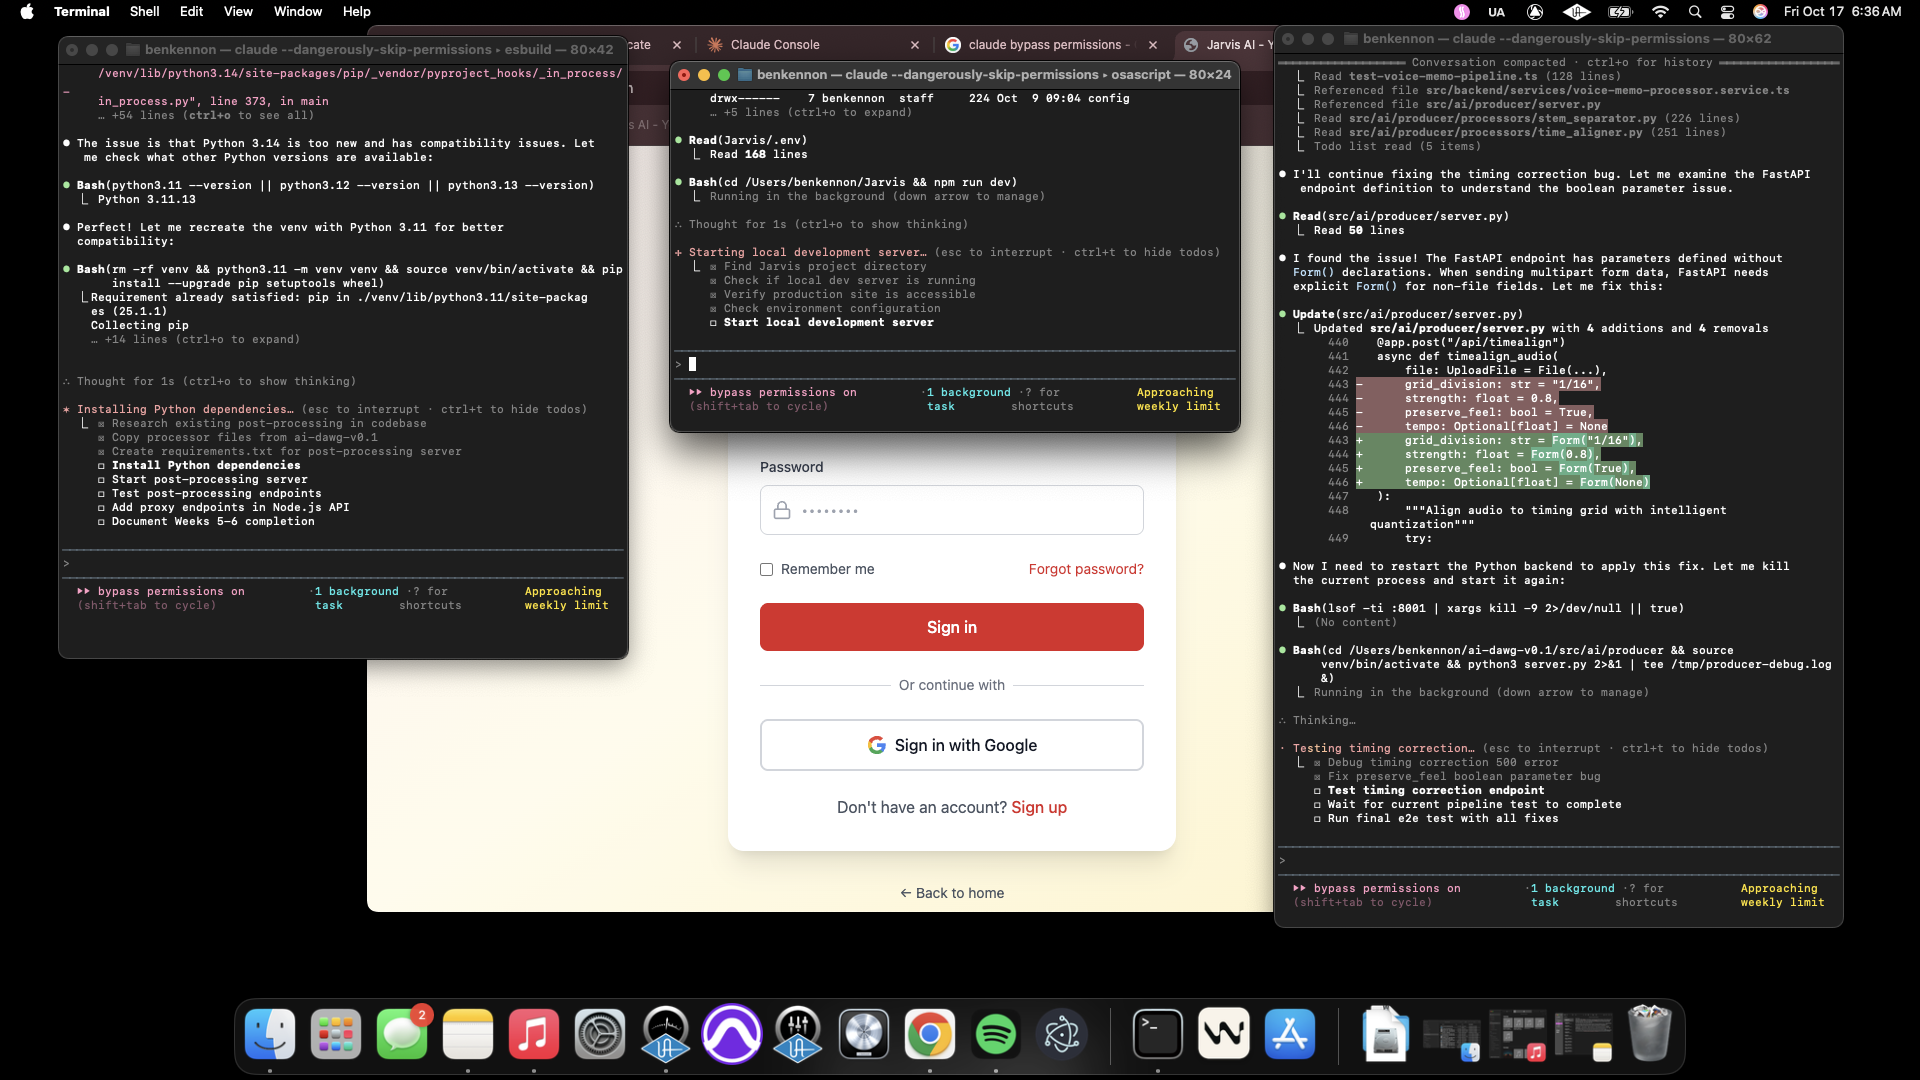 Terminal Shell Edit View Window Help
UA
Fri Oct 17 6:36 AM
benkennon — claude --dangerously-skip-permissions ▸ esbuild — 80×42
/venv/lib/python3.14/site-packages/pip/_vendor/pyproject_hooks/_in_process/
_
in_process.py", line 373, in main
… +54 lines (ctrl+o to see all)
● The issue is that Python 3.14 is too new and has compatibility issues. Let
me check what other Python versions are available:
● Bash(python3.11 --version || python3.12 --version || python3.13 --version)
⎿ Python 3.11.13
● Perfect! Let me recreate the venv with Python 3.11 for better
compatibility:
● Bash(rm -rf venv && python3.11 -m venv venv && source venv/bin/activate && pip
install --upgrade pip setuptools wheel)
⎿ Requirement already satisfied: pip in ./venv/lib/python3.11/site-packag
es (25.1.1)
Collecting pip
… +14 lines (ctrl+o to expand)
∴ Thought for 1s (ctrl+o to show thinking)
✶ Installing Python dependencies… (esc to interrupt · ctrl+t to hide todos)
⎿ ☒ Research existing post-processing in codebase
☒ Copy processor files from ai-dawg-v0.1
☒ Create requirements.txt for post-processing server
☐ Install Python dependencies
☐ Start post-processing server
☐ Test post-processing endpoints
☐ Add proxy endpoints in Node.js API
☐ Document Weeks 5-6 completion
>
⏵⏵ bypass permissions on · 1 background · ? for Approaching
(shift+tab to cycle) task shortcuts weekly limit
cate
Claude Console
claude bypass permissions -
Jarvis AI - Y
s AI - Y
benkennon — claude --dangerously-skip-permissions ▸ osascript — 80×24
drwx------ 7 benkennon staff 224 Oct 9 09:04 config
… +5 lines (ctrl+o to expand)
● Read(Jarvis/.env)
⎿ Read 168 lines
● Bash(cd /Users/benkennon/Jarvis && npm run dev)
⎿ Running in the background (down arrow to manage)
∴ Thought for 1s (ctrl+o to show thinking)
+ Starting local development server… (esc to interrupt · ctrl+t to hide todos)
⎿ ☒ Find Jarvis project directory
☒ Check if local dev server is running
☒ Verify production site is accessible
☒ Check environment configuration
☐ Start local development server
>
⏵⏵ bypass permissions on · 1 background · ? for Approaching
(shift+tab to cycle) task shortcuts weekly limit
Password
••••••••
Remember me
Forgot password?
Sign in
Or continue with
Sign in with Google
Don't have an account? Sign up
← Back to home
benkennon — claude --dangerously-skip-permissions — 80×62
Conversation compacted · ctrl+o for history
⎿ Read test-voice-memo-pipeline.ts (128 lines)
⎿ Referenced file src/backend/services/voice-memo-processor.service.ts
⎿ Referenced file src/ai/producer/server.py
⎿ Read src/ai/producer/processors/stem_separator.py (226 lines)
⎿ Read src/ai/producer/processors/time_aligner.py (251 lines)
⎿ Todo list read (5 items)
● I'll continue fixing the timing correction bug. Let me examine the FastAPI
endpoint definition to understand the boolean parameter issue.
● Read(src/ai/producer/server.py)
⎿ Read 50 lines
● I found the issue! The FastAPI endpoint has parameters defined without
Form() declarations. When sending multipart form data, FastAPI needs
explicit Form() for non-file fields. Let me fix this:
● Update(src/ai/producer/server.py)
⎿ Updated src/ai/producer/server.py with 4 additions and 4 removals
440 @app.post("/api/timealign")
441 async def timealign_audio(
442 file: UploadFile = File(...),
443 - grid_division: str = "1/16",
444 - strength: float = 0.8,
445 - preserve_feel: bool = True,
446 - tempo: Optional[float] = None
443 + grid_division: str = Form("1/16"),
444 + strength: float = Form(0.8),
445 + preserve_feel: bool = Form(True),
446 + tempo: Optional[float] = Form(None)
447 ):
448 """Align audio to timing grid with intelligent
quantization"""
449 try:
● Now I need to restart the Python backend to apply this fix. Let me kill
the current process and start it again:
● Bash(lsof -ti :8001 | xargs kill -9 2>/dev/null || true)
⎿ (No content)
● Bash(cd /Users/benkennon/ai-dawg-v0.1/src/ai/producer && source
venv/bin/activate && python3 server.py 2>&1 | tee /tmp/producer-debug.log
&)
⎿ Running in the background (down arrow to manage)
∴ Thinking…
· Testing timing correction… (esc to interrupt · ctrl+t to hide todos)
⎿ ☒ Debug timing correction 500 error
☒ Fix preserve_feel boolean parameter bug
☐ Test timing correction endpoint
☐ Wait for current pipeline test to complete
☐ Run final e2e test with all fixes
>
⏵⏵ bypass permissions on · 1 background · ? for Approaching
(shift+tab to cycle) task shortcuts weekly limit
2